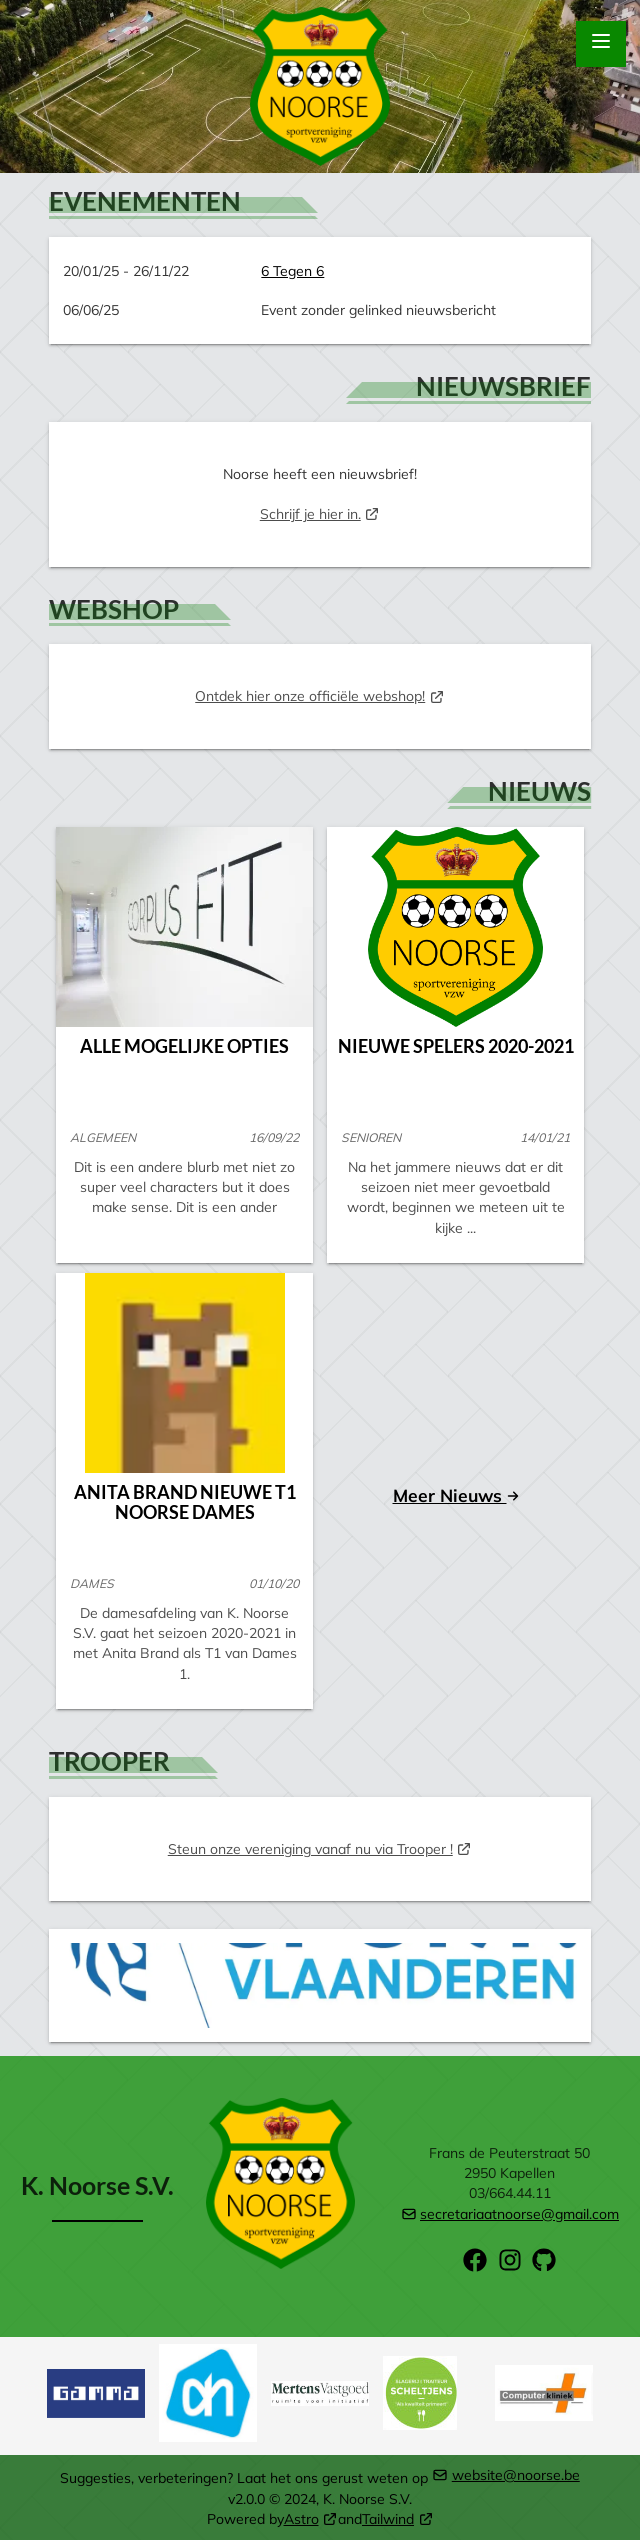 NOORSE
sportvereniging
vzw
EVENEMENTEN
20/01/25 - 26/11/22 6 Tegen 6
06/06/25 Event zonder gelinked nieuwsbericht
NIEUWSBRIEF
Noorse heeft een nieuwsbrief!
Schrijf je hier in.
WEBSHOP
Ontdek hier onze officiële webshop!
NIEUWS
CORPUS FIT
ALLE MOGELIJKE OPTIES
ALGEMEEN 16/09/22
Dit is een andere blurb met niet zo
super veel characters but it does
make sense. Dit is een ander
NOORSE
sportvereniging
vzw
NIEUWE SPELERS 2020-2021
SENIOREN 14/01/21
Na het jammere nieuws dat er dit
seizoen niet meer gevoetbald
wordt, beginnen we meteen uit te
kijke ...
ANITA BRAND NIEUWE T1
NOORSE DAMES
DAMES 01/10/20
De damesafdeling van K. Noorse
S.V. gaat het seizoen 2020-2021 in
met Anita Brand als T1 van Dames
1.
Meer Nieuws
TROOPER
Steun onze vereniging vanaf nu via Trooper !
VLAANDEREN
K. Noorse S.V.
NOORSE
sportvereniging
vzw
Frans de Peuterstraat 50
2950 Kapellen
03/664.44.11
secretariaatnoorse@gmail.com
GAMMA
ah
Mertens Vastgoed
ruimte voor initiatief
SLAGERIJ | TRAITEUR
SCHELTJENS
Computerkliniek
Suggesties, verbeteringen? Laat het ons gerust weten op website@noorse.be
v2.0.0 © 2024, K. Noorse S.V.
Powered byAstro andTailwind